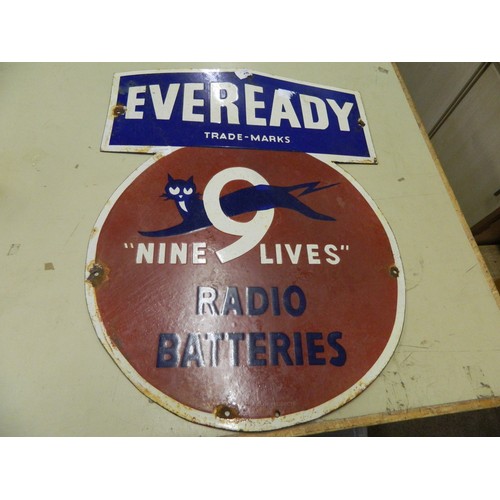 EVEREADY
TRADE-MARKS
9
"NINE LIVES"
RADIO
BATTERIES